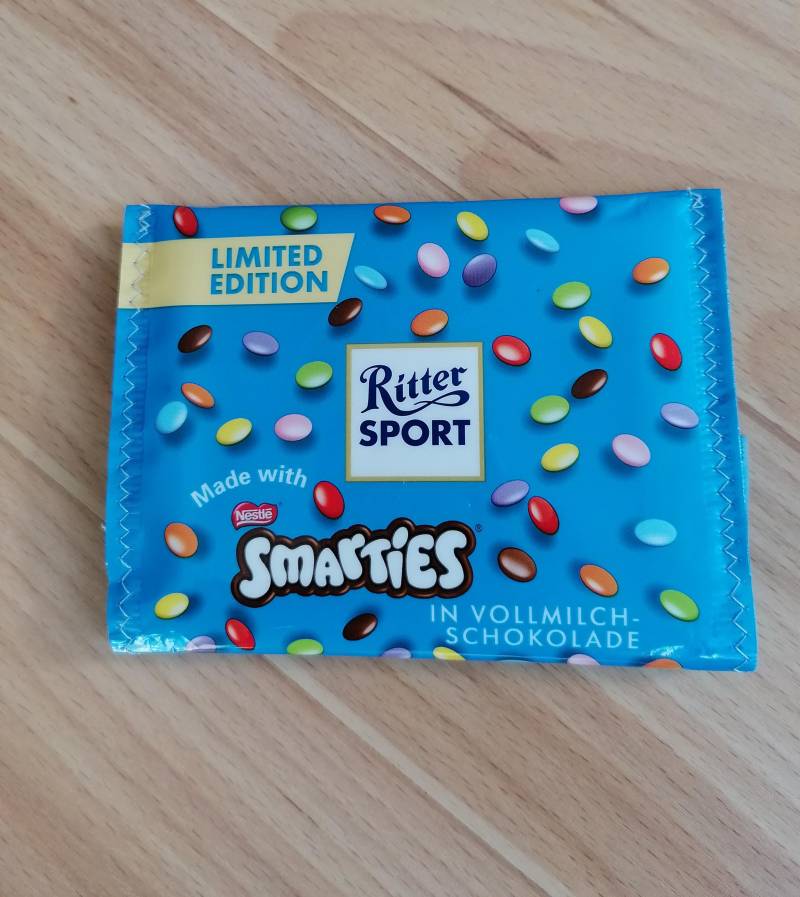 LIMITED
EDITION
Ritter
SPORT
Made with
Nestlé
SMARTIES®
IN VOLLMILCH-
SCHOKOLADE